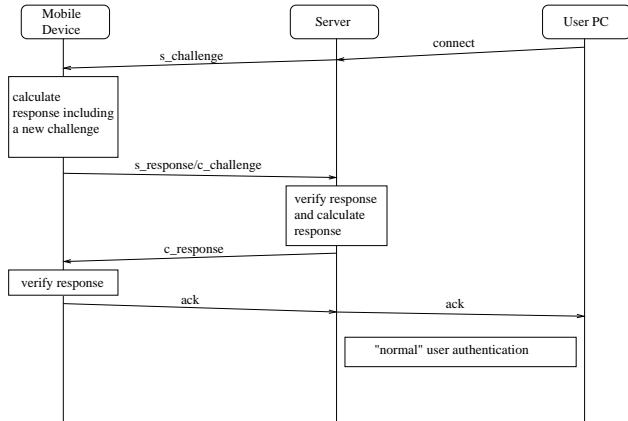 Mobile
Device
Server
User PC
connect
s_challenge
calculate
response including
a new challenge
s_response/c_challenge
verify response
and calculate
response
c_response
verify response
ack
ack
"normal" user authentication